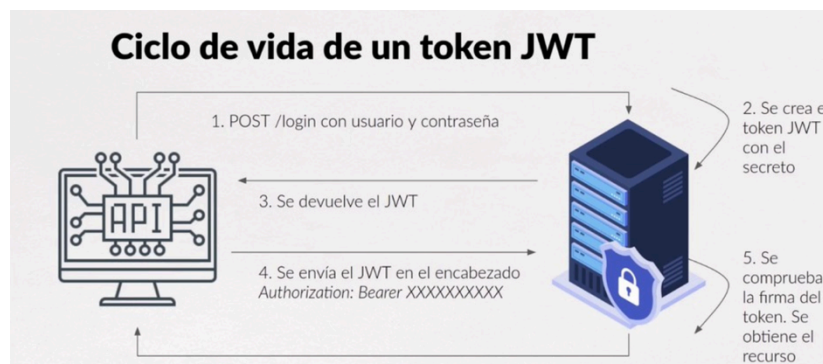 Ciclo de vida de un token JWT
1. POST /login con usuario y contraseña
2. Se crea e
token JWT
con el
secreto
API
3. Se devuelve el JWT
4. Se envía el JWT en el encabezado
Authorization: Bearer XXXXXXXXXX
5. Se
comprueba
la firma del
token. Se
obtiene el
recurso